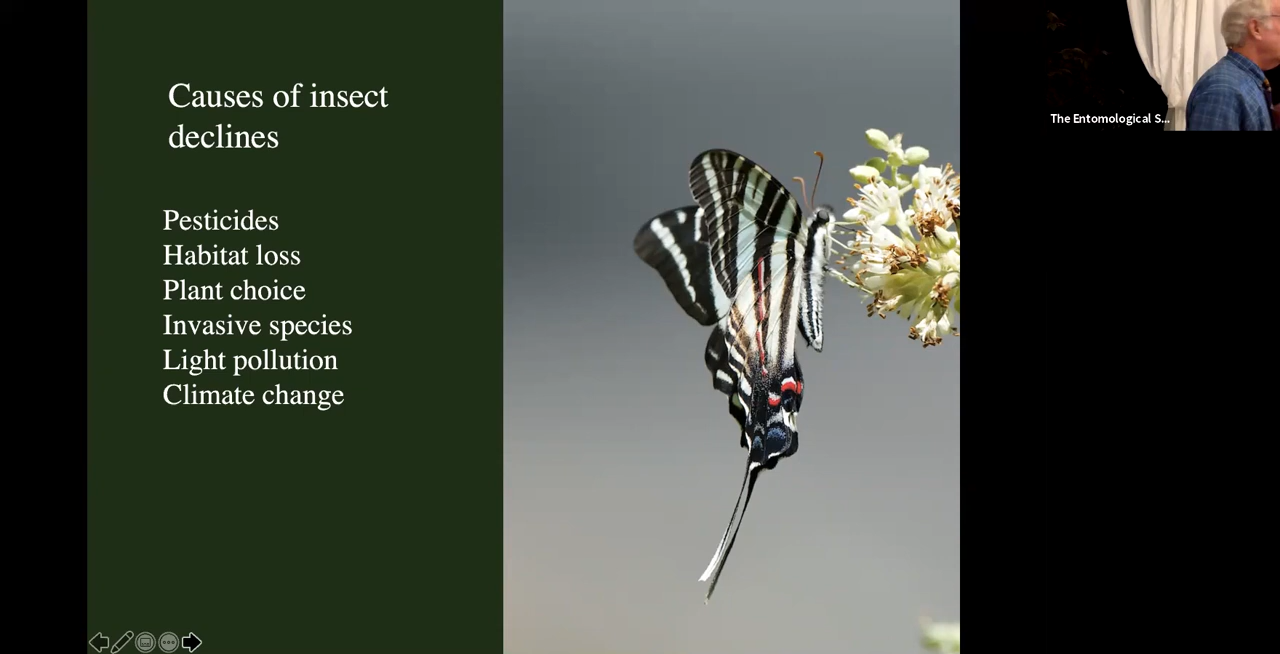 Causes of insect
declines
Pesticides
Habitat loss
Plant choice
Invasive species
Light pollution
Climate change
The Entomological S...